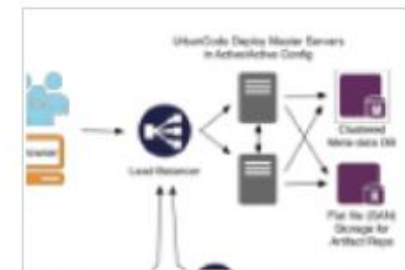 UrbanCode Deploy Master Servers
in Active/Active Config
Clustered
Meta-data DB
Load Balancer
Flat file (SAN)
Storage for
Artifact Repo